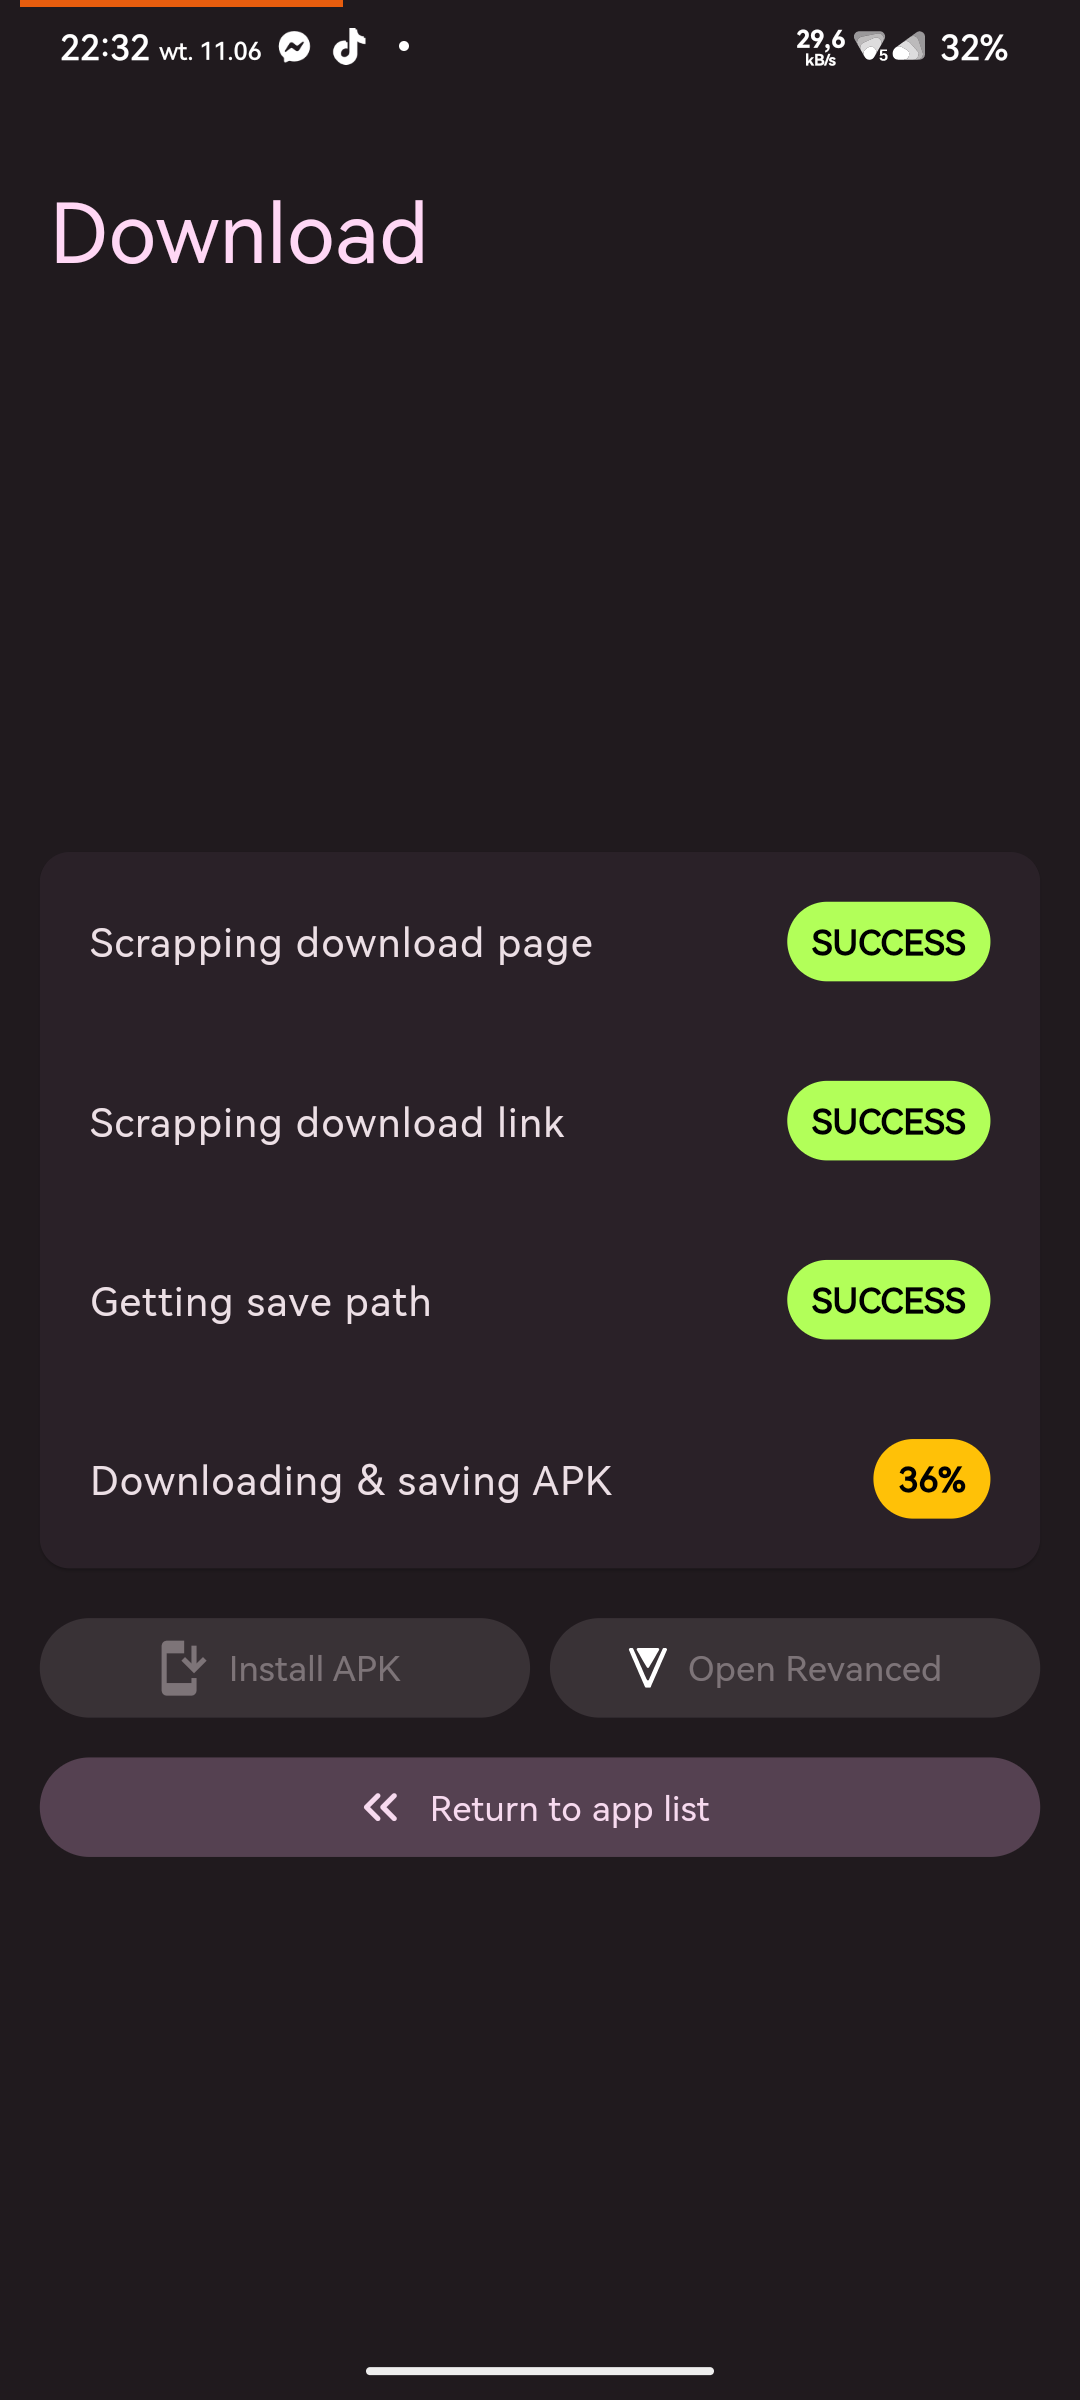 22:32 wt. 11.06 29,6 kB/s 5 32%
Download
Scrapping download page SUCCESS
Scrapping download link SUCCESS
Getting save path SUCCESS
Downloading & saving APK 36%
Install APK Open Revanced
Return to app list